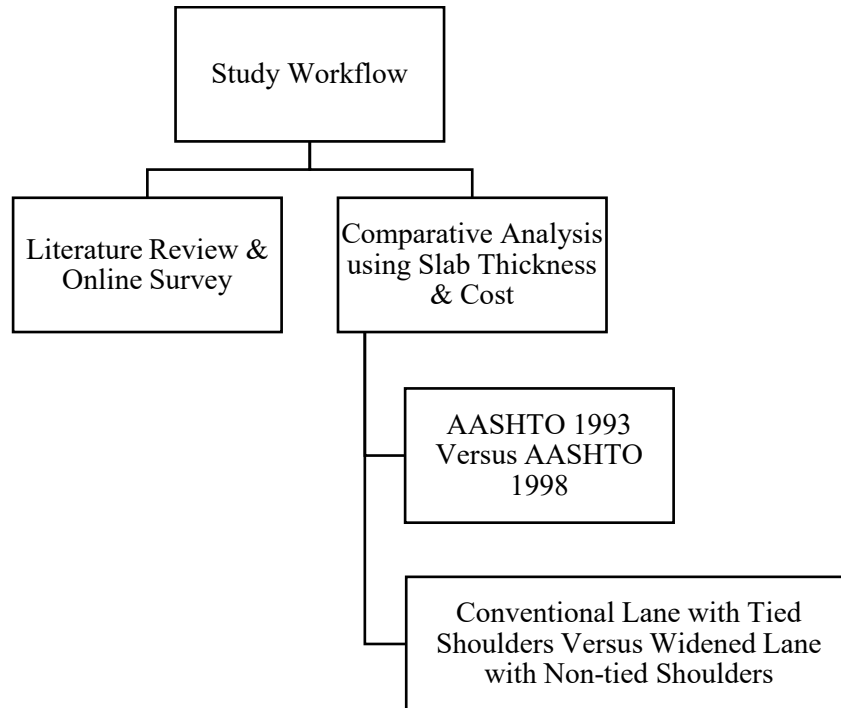 Study Workflow
Literature Review &
Online Survey
Comparative Analysis
using Slab Thickness
& Cost
AASHTO 1993
Versus AASHTO
1998
Conventional Lane with Tied
Shoulders Versus Widened Lane
with Non-tied Shoulders